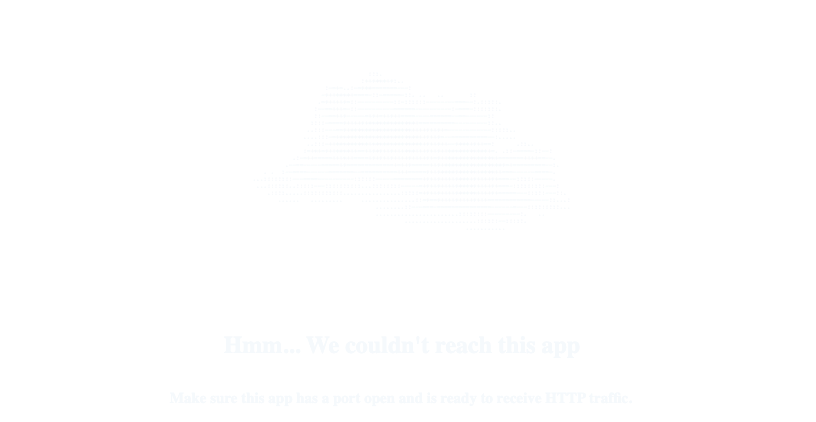 Hmm... We couldn't reach this app
Make sure this app has a port open and is ready to receive HTTP traffic.